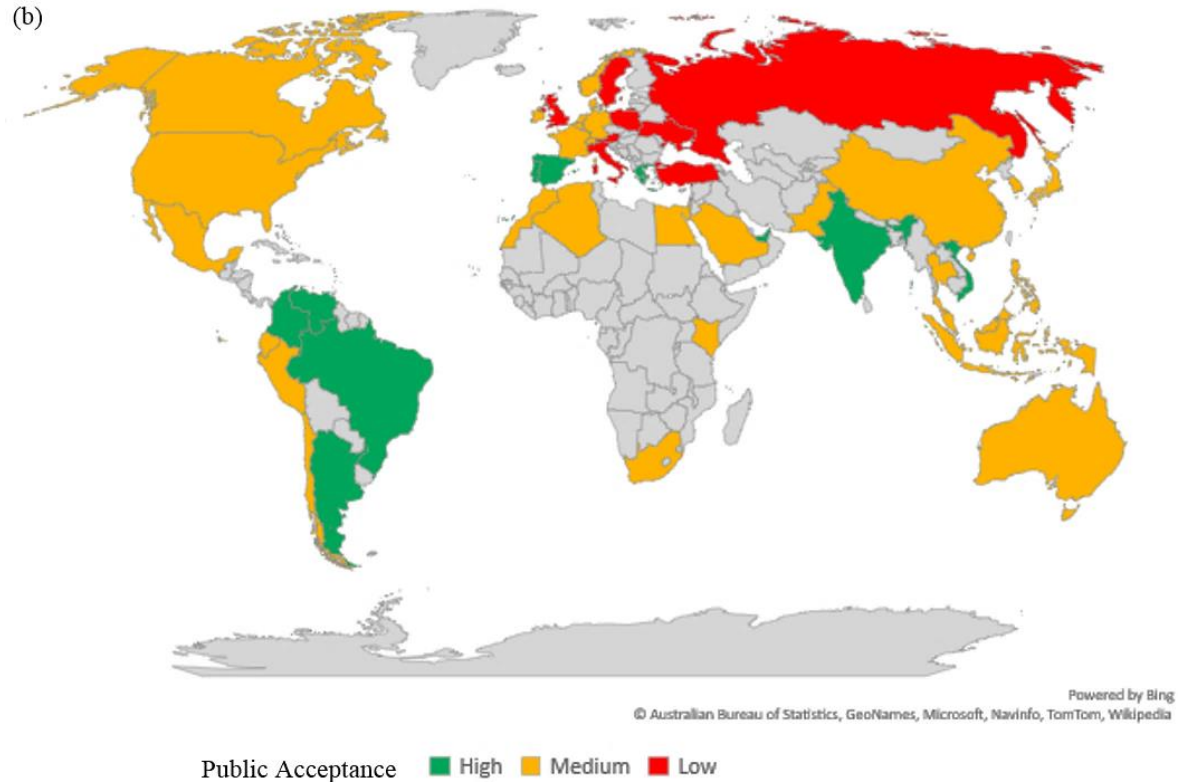 (b)
Powered by Bing
© Australian Bureau of Statistics, GeoNames, Microsoft, Navinfo, TomTom, Wikipedia
Public Acceptance High Medium Low